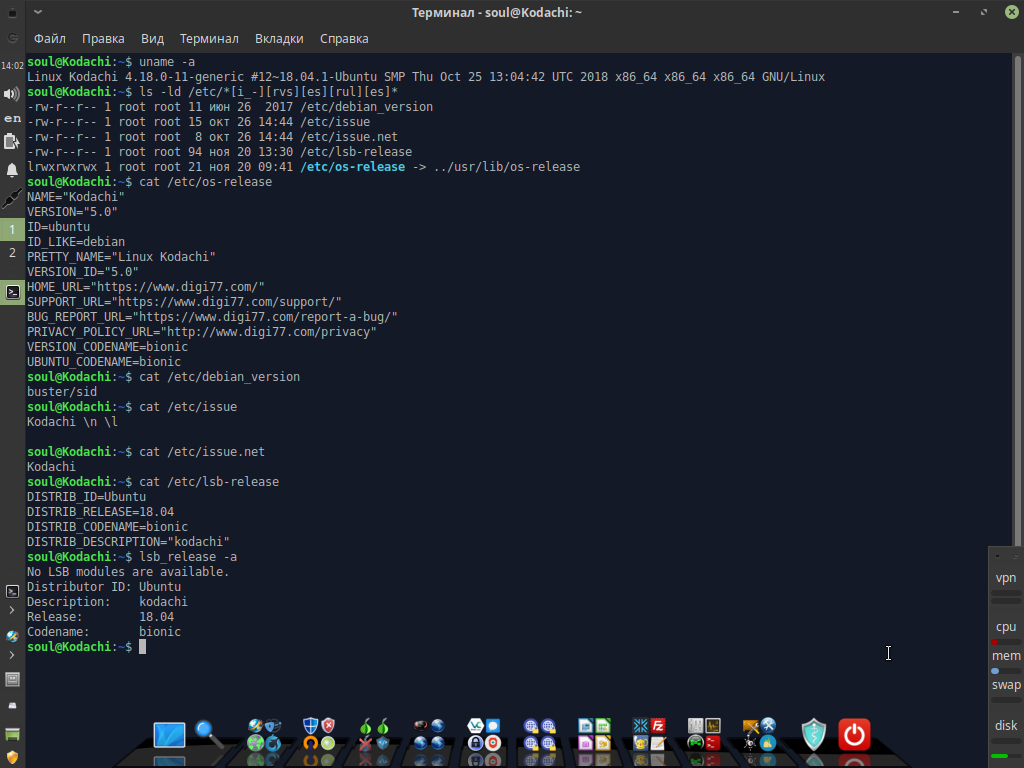 Терминал - soul@Kodachi: ~
Файл Правка Вид Терминал Вкладки Справка
14:02
en
1
2
soul@Kodachi:~$ uname -a
Linux Kodachi 4.18.0-11-generic #12~18.04.1-Ubuntu SMP Thu Oct 25 13:04:42 UTC 2018 x86_64 x86_64 x86_64 GNU/Linux
soul@Kodachi:~$ ls -ld /etc/*[i_-][rvs][es][rul][es]*
-rw-r--r-- 1 root root 11 июн 26  2017 /etc/debian_version
-rw-r--r-- 1 root root 15 окт 26 14:44 /etc/issue
-rw-r--r-- 1 root root  8 окт 26 14:44 /etc/issue.net
-rw-r--r-- 1 root root 94 ноя 20 13:30 /etc/lsb-release
lrwxrwxrwx 1 root root 21 ноя 20 09:41 /etc/os-release -> ../usr/lib/os-release
soul@Kodachi:~$ cat /etc/os-release
NAME="Kodachi"
VERSION="5.0"
ID=ubuntu
ID_LIKE=debian
PRETTY_NAME="Linux Kodachi"
VERSION_ID="5.0"
HOME_URL="https://www.digi77.com/"
SUPPORT_URL="https://www.digi77.com/support/"
BUG_REPORT_URL="https://www.digi77.com/report-a-bug/"
PRIVACY_POLICY_URL="http://www.digi77.com/privacy"
VERSION_CODENAME=bionic
UBUNTU_CODENAME=bionic
soul@Kodachi:~$ cat /etc/debian_version
buster/sid
soul@Kodachi:~$ cat /etc/issue
Kodachi \n \l
soul@Kodachi:~$ cat /etc/issue.net
Kodachi
soul@Kodachi:~$ cat /etc/lsb-release
DISTRIB_ID=Ubuntu
DISTRIB_RELEASE=18.04
DISTRIB_CODENAME=bionic
DISTRIB_DESCRIPTION="kodachi"
soul@Kodachi:~$ lsb_release -a
No LSB modules are available.
Distributor ID: Ubuntu
Description:    kodachi
Release:        18.04
Codename:       bionic
soul@Kodachi:~$
vpn
cpu
mem
swap
disk